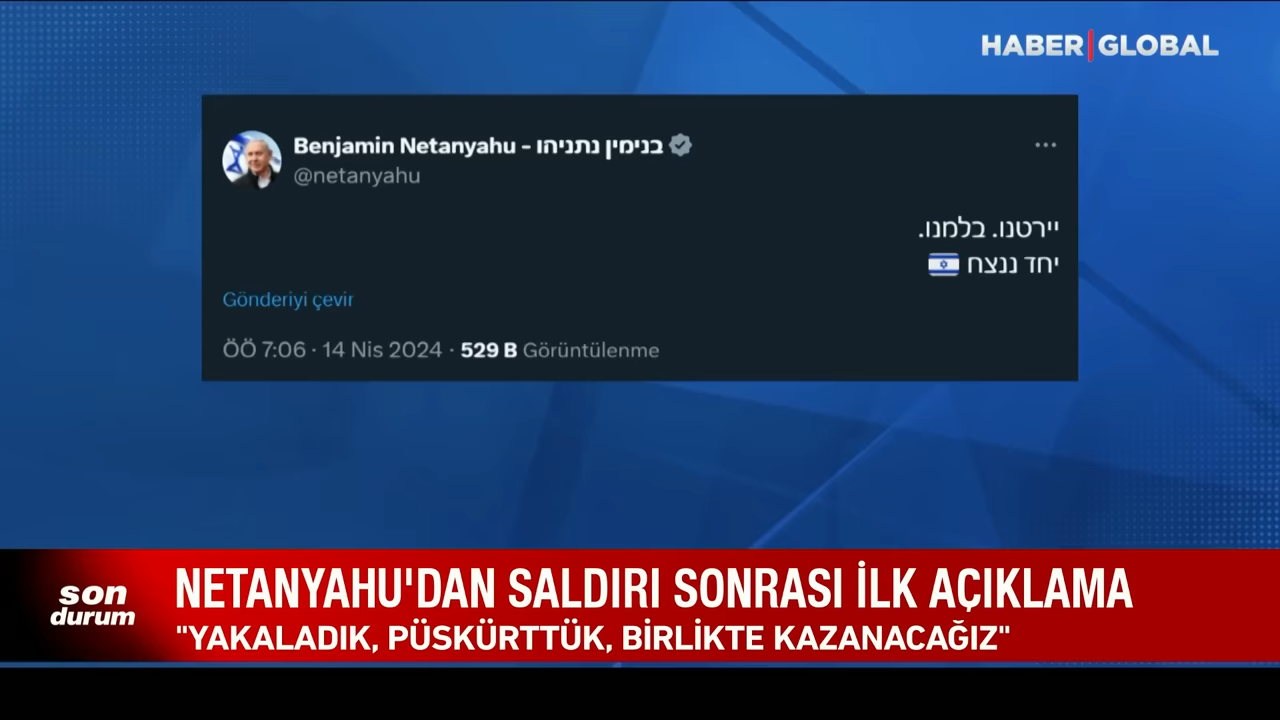 HABER GLOBAL
Benjamin Netanyahu - בנימין נתניהו
@netanyahu
יירטנו. בלמנו.
יחד ננצח 🇮🇱
Gönderiyi çevir
ÖÖ 7:06 · 14 Nis 2024 · 529 B Görüntülenme
son
durum
NETANYAHU'DAN SALDIRI SONRASI İLK AÇIKLAMA
"YAKALADIK, PÜSKÜRTTÜK, BİRLİKTE KAZANACAĞIZ"